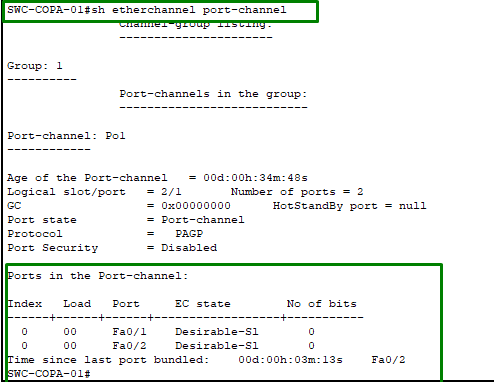 SWC-COPA-01#sh etherchannel port-channel
Channel-group listing:
----------------------
Group: 1
----------
Port-channels in the group:
---------------------------
Port-channel: Po1
------------
Age of the Port-channel = 00d:00h:34m:48s
Logical slot/port = 2/1 Number of ports = 2
GC = 0x00000000 HotStandBy port = null
Port state = Port-channel
Protocol = PAGP
Port Security = Disabled
Ports in the Port-channel:
Index Load Port EC state No of bits
------+------+------+------------------+-----------
0 00 Fa0/1 Desirable-Sl 0
0 00 Fa0/2 Desirable-Sl 0
Time since last port bundled: 00d:00h:03m:13s Fa0/2
SWC-COPA-01#